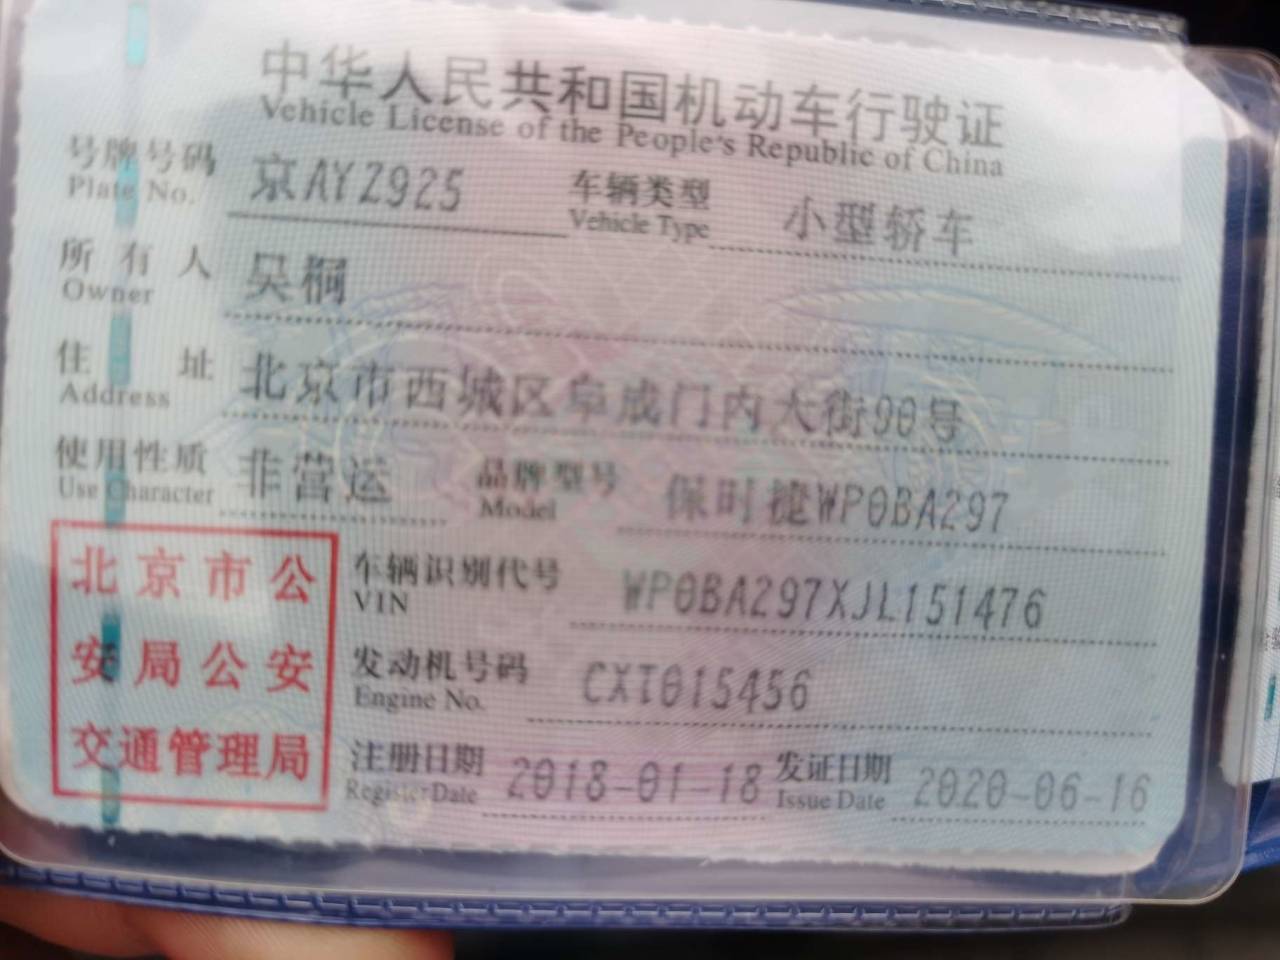 中华人民共和国机动车行驶证
Vehicle License of the People's Republic of China
号牌号码 京AYZ925 车辆类型 小型轿车
Plate No. Vehicle Type
所有人 吴桐
Owner
住址 北京市西城区阜成门内大街90号
Address
使用性质 非营运 品牌型号 保时捷WP0BA297
Use Character Model
北京市公
安局公安
交通管理局
车辆识别代号 WP0BA297XJL151476
VIN
发动机号码 CXT015456
Engine No.
注册日期 2018-01-18 发证日期 2020-06-16
Register Date Issue Date